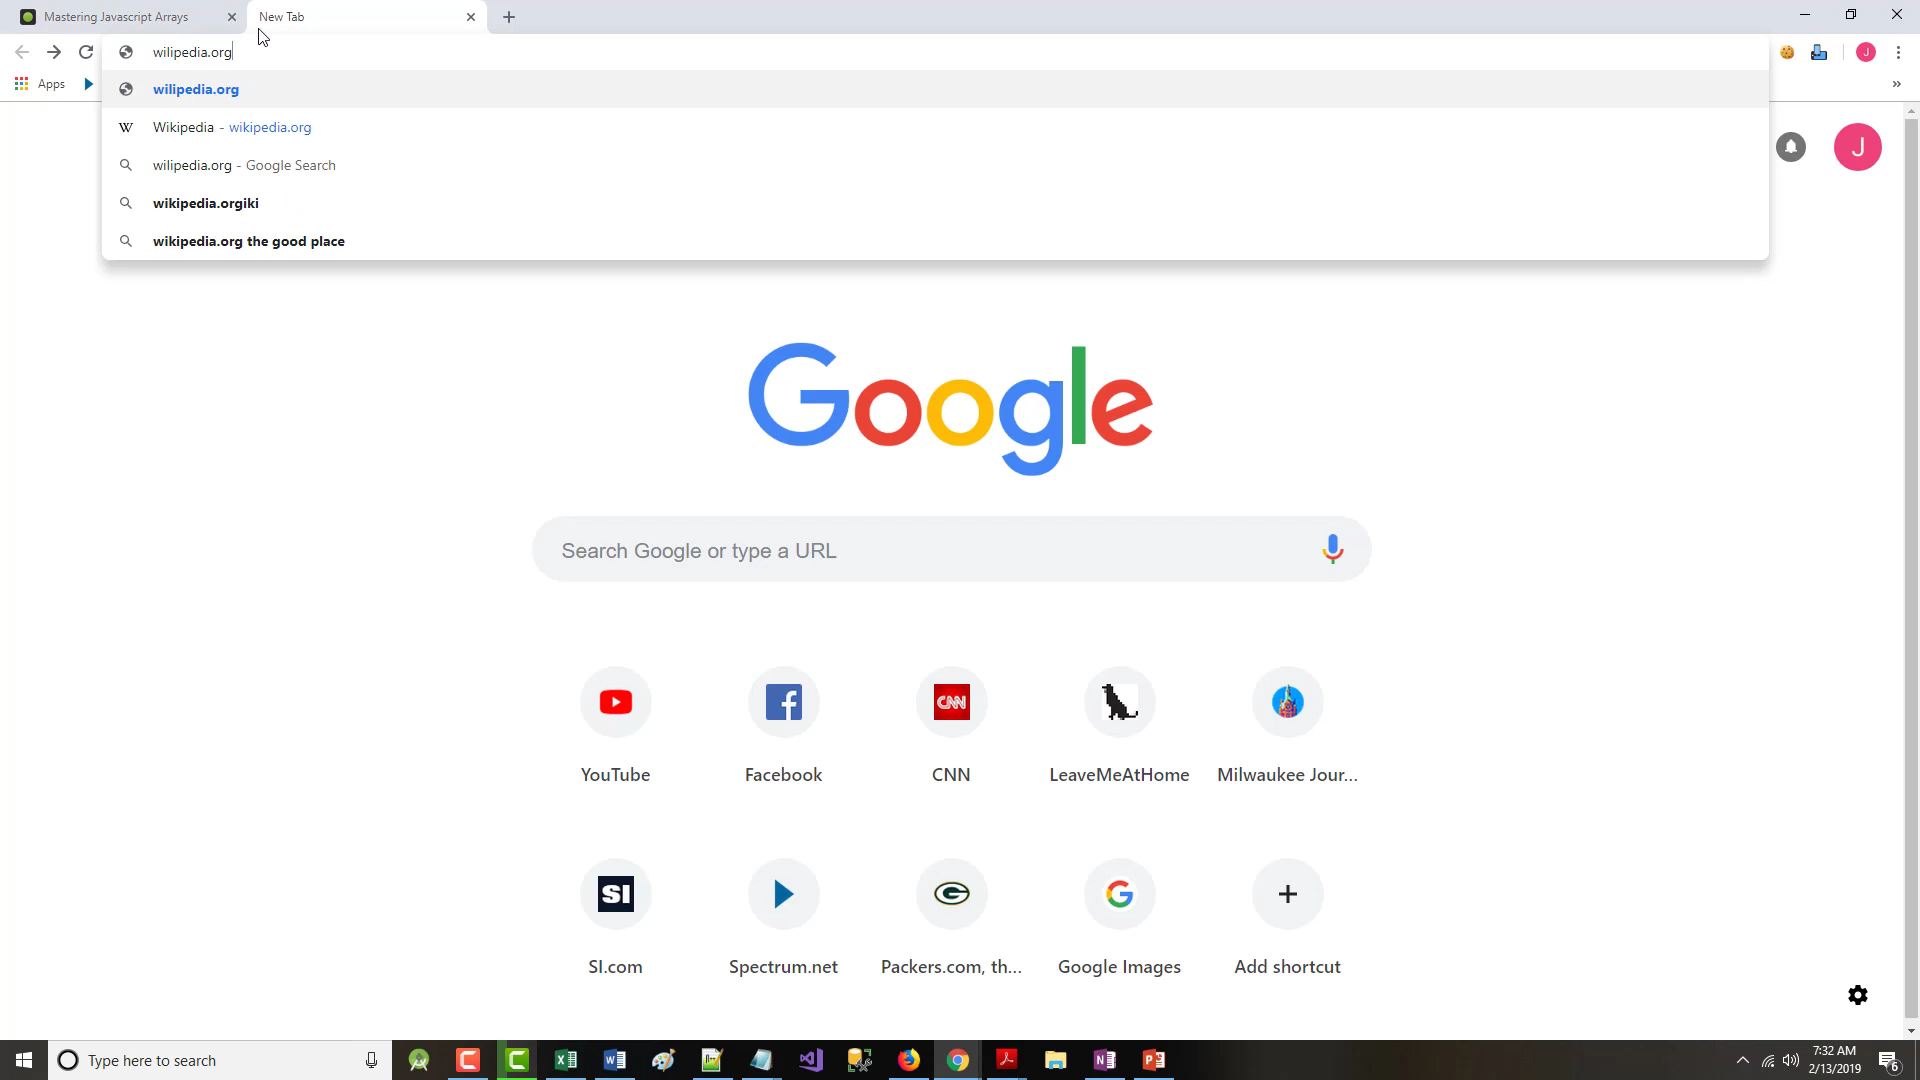 Mastering Javascript Arrays
New Tab
wilipedia.org
Apps
»
wilipedia.org
Wikipedia - wikipedia.org
wilipedia.org - Google Search
wikipedia.orgiki
wikipedia.org the good place
J
J
Google
Search Google or type a URL
CNN
YouTube
Facebook
CNN
LeaveMeAtHome
Milwaukee Jour...
SI
G
SI.com
Spectrum.net
Packers.com, th...
Google Images
Add shortcut
Type here to search
7:32 AM
2/13/2019
6